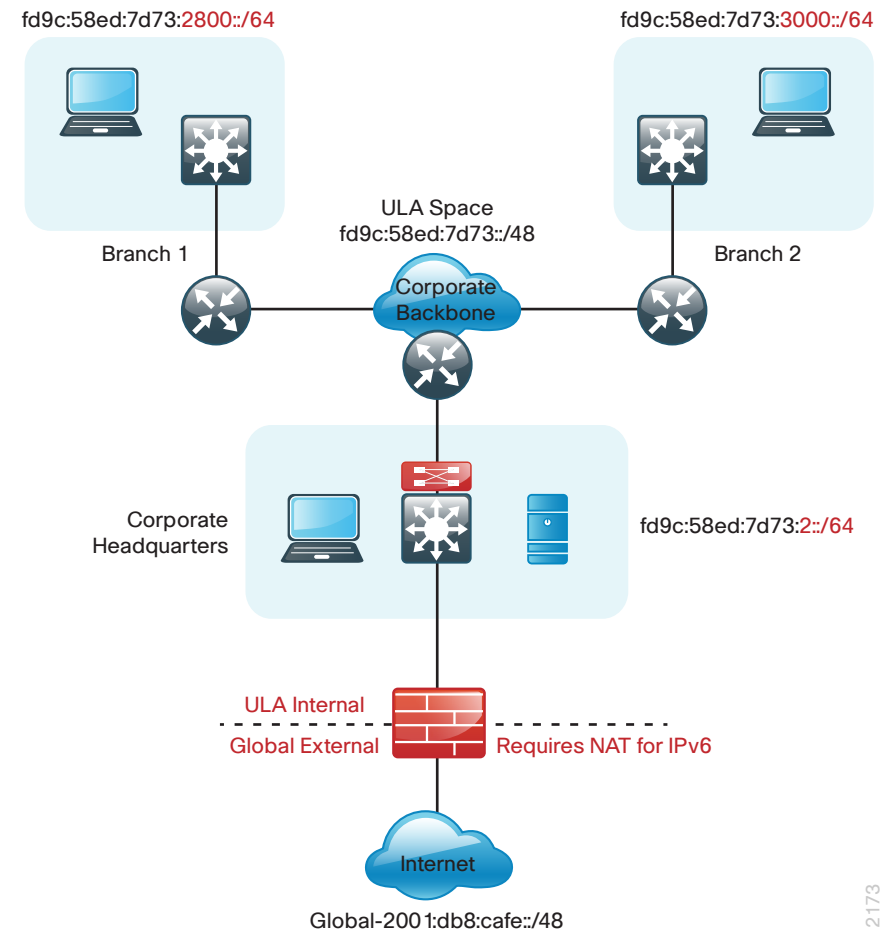 fd9c:58ed:7d73:2800::/64
fd9c:58ed:7d73:3000::/64
ULA Space
fd9c:58ed:7d73::/48
Branch 1
Branch 2
Corporate
Backbone
Corporate
Headquarters
fd9c:58ed:7d73:2::/64
ULA Internal
Global External
Requires NAT for IPv6
Internet
Global-2001:db8:cafe::/48
2173